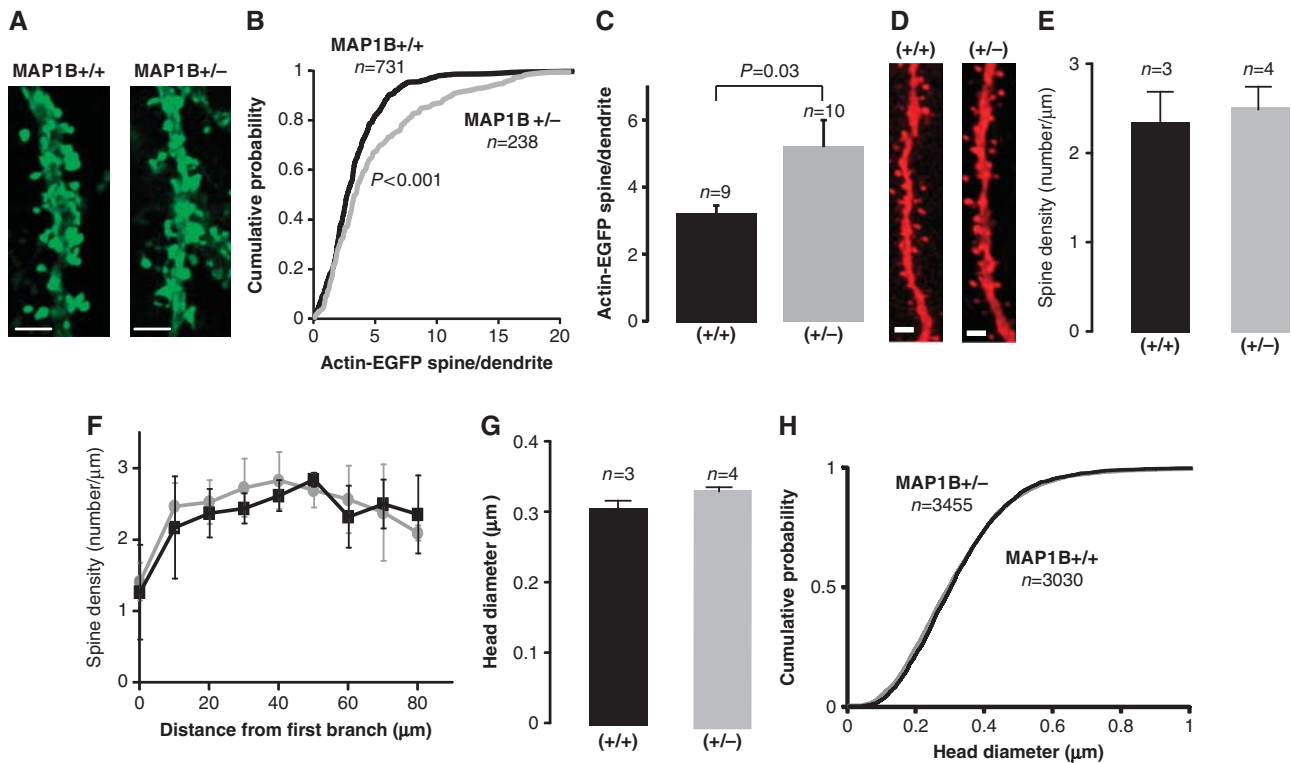 A
MAP1B+/+
MAP1B+/–
B
MAP1B+/+
n=731
MAP1B +/–
n=238
P<0.001
Cumulative probability
1
0.8
0.6
0.4
0.2
0
0
5
10
15
20
Actin-EGFP spine/dendrite
C
P=0.03
n=9
n=10
Actin-EGFP spine/dendrite
6
4
2
0
(+/+)
(+/–)
D
(+/+)
(+/–)
E
n=3
n=4
Spine density (number/μm)
3
2
1
0
(+/+)
(+/–)
F
Spine density (number/μm)
3
2
1
0
0
20
40
60
80
Distance from first branch (μm)
G
n=3
n=4
Head diameter (μm)
0.4
0.3
0.2
0.1
0
(+/+)
(+/–)
H
MAP1B+/–
n=3455
MAP1B+/+
n=3030
Cumulative probability
1
0.5
0
0
0.2
0.4
0.6
0.8
1
Head diameter (μm)